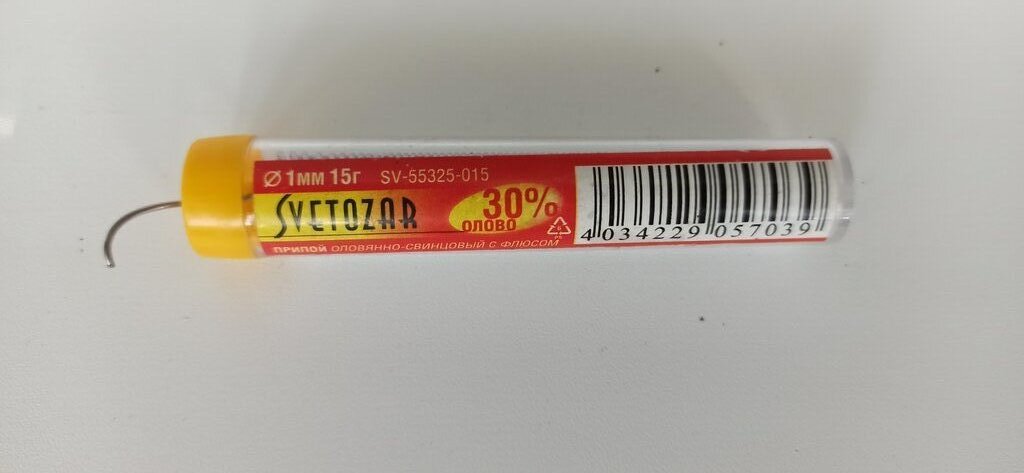 Ø 1мм 15г SV-55325-015
SVETOZAR
30%
ОЛОВО
ПРИПОЙ ОЛОВЯННО-СВИНЦОВЫЙ С ФЛЮСОМ
4 034229 057039